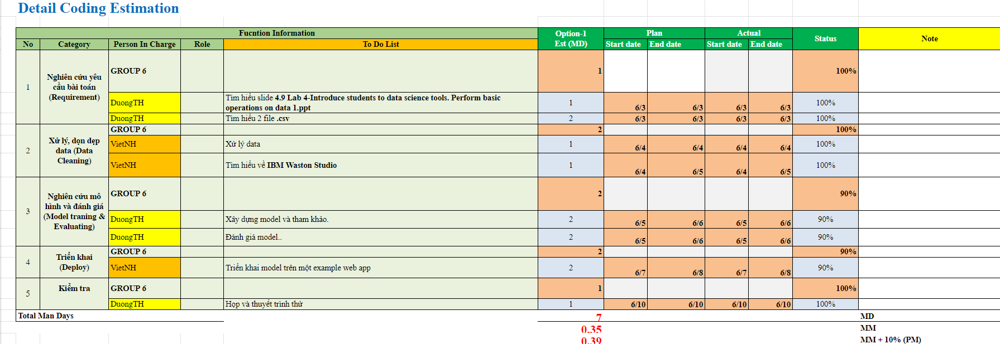 Detail Coding Estimation
Fucntion Information
Option-1
Est (MD)
Plan
Actual
Status
Note
No Category Person In Charge Role To Do List Start date End date Start date End date
1
Nghiên cứu yêu
cầu bài toán
(Requirement)
GROUP 6 1 100%
DuongTH
Tìm hiểu slide 4.9 Lab 4-Introduce students to data science tools. Perform basic
operations on data 1.ppt
1 6/3 6/3 6/3 6/3 100%
DuongTH Tìm hiểu 2 file .csv 2 6/3 6/3 6/3 6/3 100%
2
Xử lý, dọn dẹp
data (Data
Cleaning)
GROUP 6 2 100%
VietNH Xử lý data 1 6/4 6/4 6/4 6/4 100%
VietNH Tìm hiểu về IBM Waston Studio 1 6/4 6/5 6/4 6/5 100%
3
Nghiên cứu mô
hình và đánh giá
(Model traning &
Evaluating)
GROUP 6 2 90%
DuongTH Xây dựng model và tham khảo. 2 6/5 6/6 6/5 6/6 90%
DuongTH Đánh giá model.. 2 6/5 6/6 6/5 6/6 90%
4
Triển khai
(Deploy)
GROUP 6 2 90%
VietNH Triển khai model trên một example web app 2 6/7 6/8 6/7 6/8 90%
5
Kiểm tra
GROUP 6 1 100%
DuongTH Họp và thuyết trình thử 1 6/10 6/10 6/10 6/10 100%
Total Man Days 7 MD
0.35 MM
0.39 MM + 10% (PM)